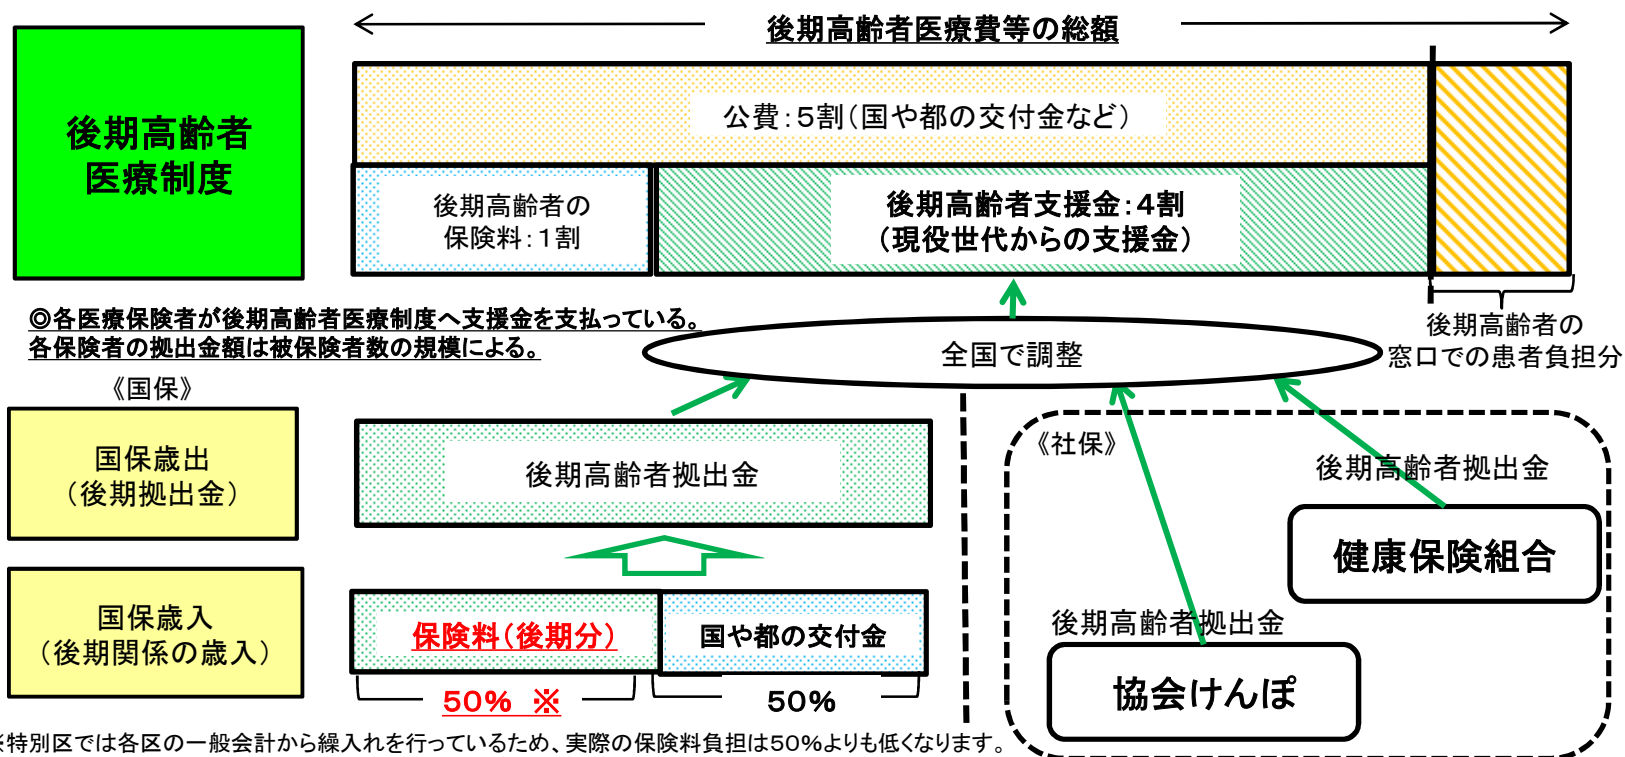 後期高齢者医療費等の総額
後期高齢者
医療制度
公費：５割（国や都の交付金など）
後期高齢者の
保険料：１割
後期高齢者支援金：４割
（現役世代からの支援金）
後期高齢者の
窓口での患者負担分
◎各医療保険者が後期高齢者医療制度へ支援金を支払っている。
各保険者の拠出金額は被保険者数の規模による。
全国で調整
《国保》
国保歳出
（後期拠出金）
後期高齢者拠出金
《社保》
後期高齢者拠出金
健康保険組合
国保歳入
（後期関係の歳入）
保険料（後期分）
国や都の交付金
後期高齢者拠出金
協会けんぽ
50% ※
50%
※特別区では各区の一般会計から繰入れを行っているため、実際の保険料負担は50%よりも低くなります。